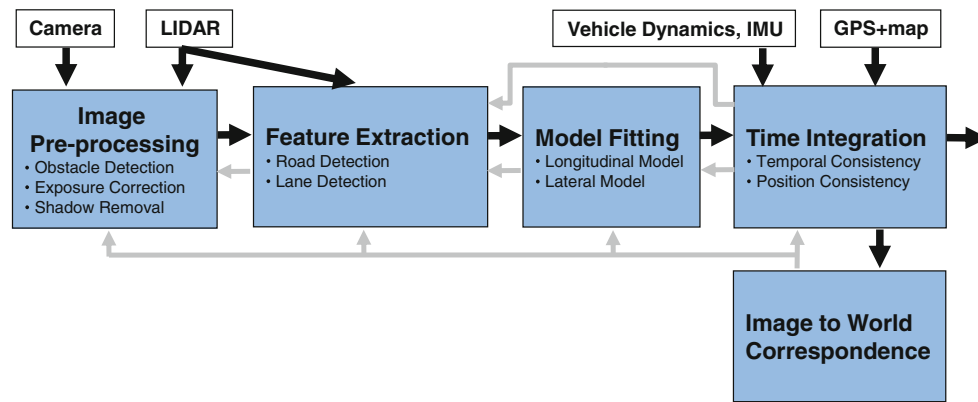 Camera
LIDAR
Vehicle Dynamics, IMU
GPS+map
Image
Pre-processing
• Obstacle Detection
• Exposure Correction
• Shadow Removal
Feature Extraction
• Road Detection
• Lane Detection
Model Fitting
• Longitudinal Model
• Lateral Model
Time Integration
• Temporal Consistency
• Position Consistency
Image to World
Correspondence